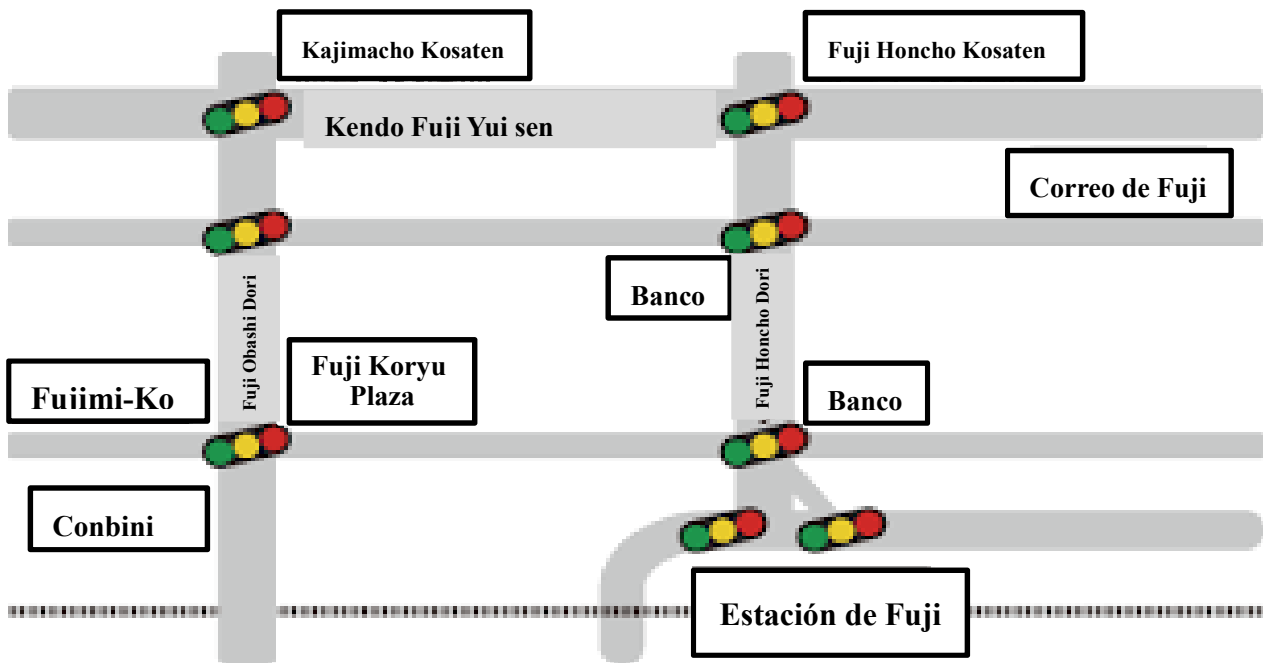 Kajimacho Kosaten
Fuji Honcho Kosaten
Kendo Fuji Yui sen
Correo de Fuji
Banco
Fuji Obashi Dori
Fuji Honcho Dori
Fuiimi-Ko
Fuji Koryu
Plaza
Banco
Conbini
Estación de Fuji